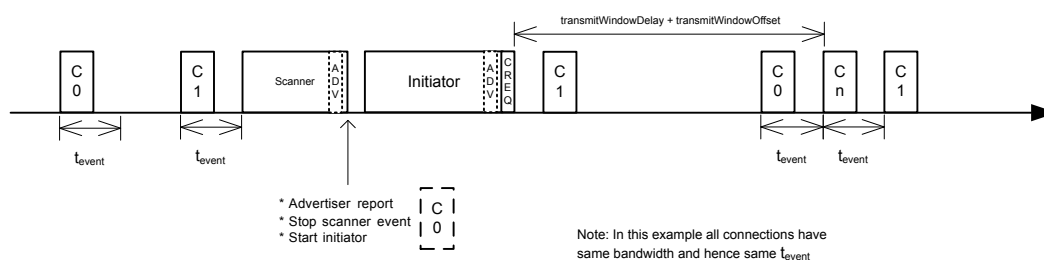 transmitWindowDelay + transmitWindowOffset
C
0
C
1
Scanner
A
D
V
Initiator
A
D
V
C
R
E
Q
C
1
C
0
C
n
C
1
tevent
tevent
tevent
tevent
* Advertiser report
* Stop scanner event
* Start initiator
C
0
Note: In this example all connections have
same bandwidth and hence same tevent